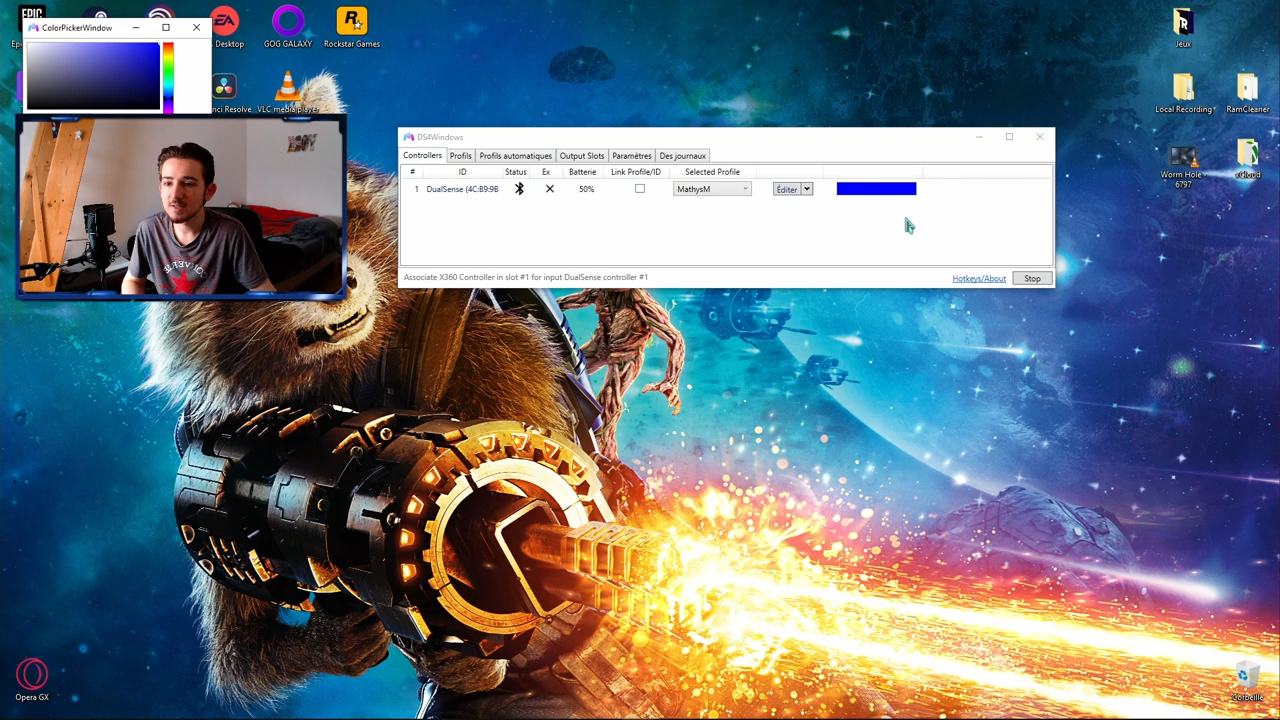 EPIC
ColorPickerWindow
Desktop
GOG GALAXY
Rockstar Games
Jeux
VLC media player
Local Recording
RamCleaner
DS4Windows
Controllers Profils Profils automatiques Output Slots Paramètres Des journaux
# ID Status Ex Batterie Link Profile/ID Selected Profile
1 DualSense (4C:B9:9B 50% MathysM Éditer
Worm Hole -
6797
Associate X360 Controller in slot #1 for input DualSense controller #1 Hotkeys/About Stop
Opera GX
Corbeille